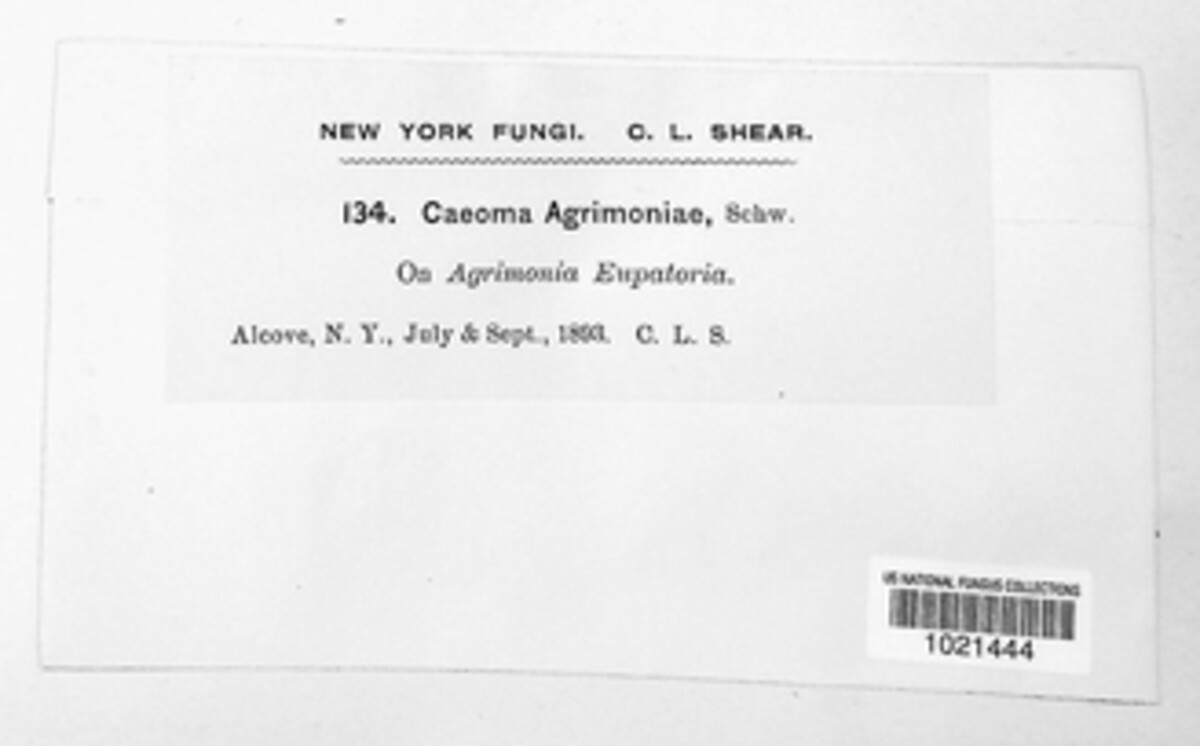 NEW YORK FUNGI. C. L. SHEAR.
134. Caeoma Agrimoniae, Schw.
On Agrimonia Eupatoria.
Alcove, N. Y., July & Sept., 1893. C. L. S.
US NATIONAL FUNGUS COLLECTIONS
1021444